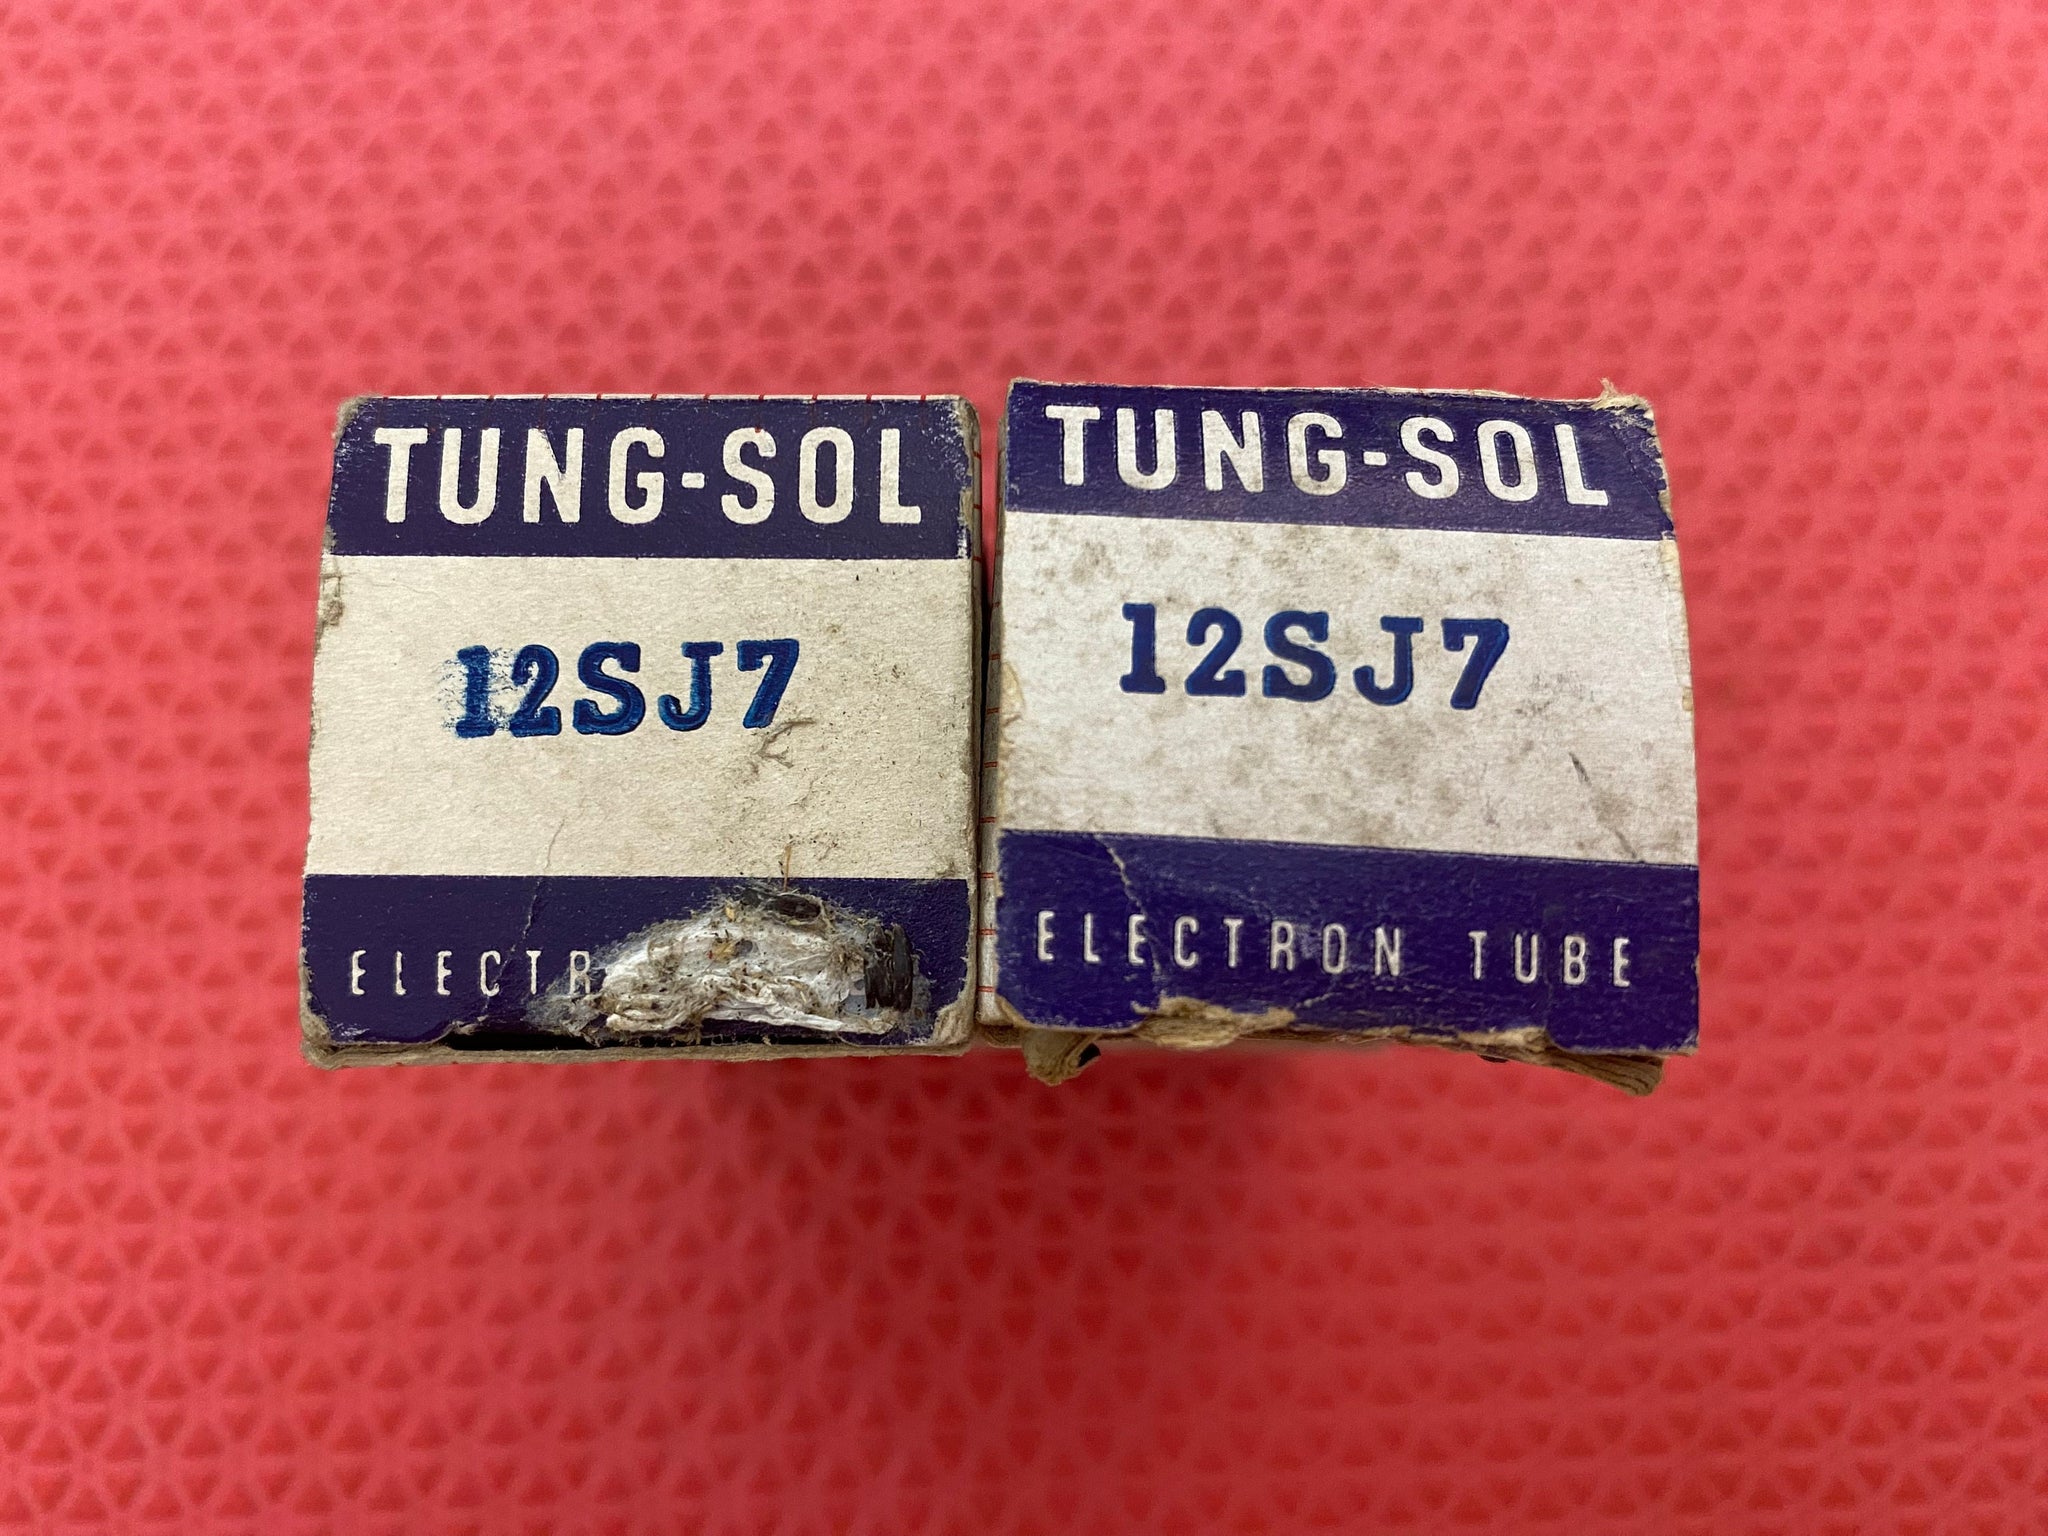 TUNG-SOL
12SJ7
ELECTR
TUNG-SOL
12SJ7
ELECTRON TUBE